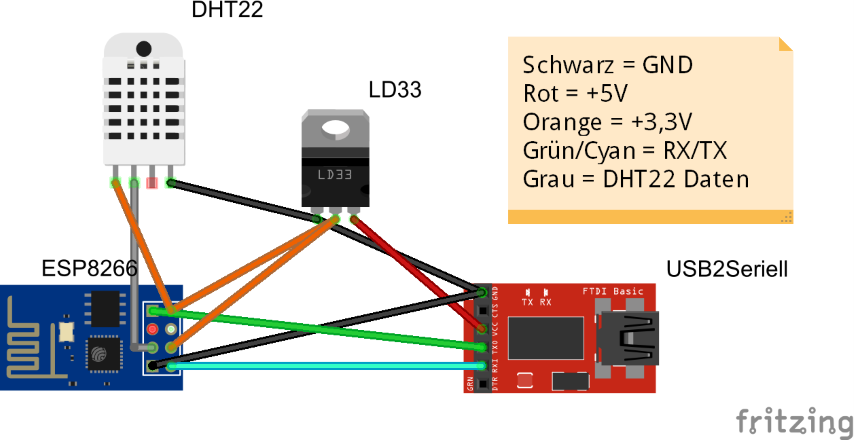 DHT22
LD33
LD33
Schwarz = GND
Rot = +5V
Orange = +3,3V
Grün/Cyan = RX/TX
Grau = DHT22 Daten
ESP8266
USB2Seriell
FTDI Basic
TX RX
GND
CTS
VCC
TXO
RXI
DTR
GRN
fritzing